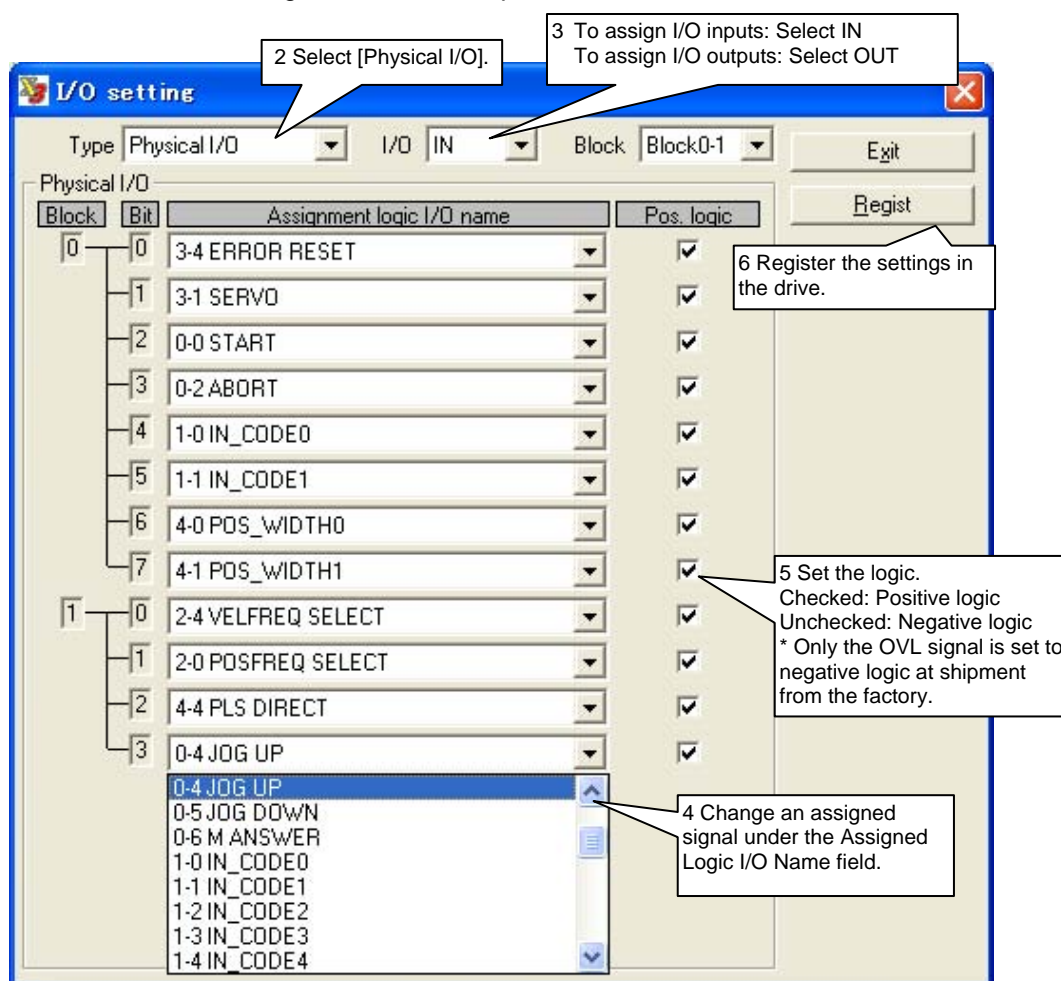 3 To assign I/O inputs: Select IN
To assign I/O outputs: Select OUT
2 Select [Physical I/O].
I/O setting
Type Physical I/O I/O IN Block Block0-1 Exit
Physical I/O
Regist
Block Bit Assignment logic I/O name Pos. logic
0 0 3-4 ERROR RESET
6 Register the settings in
the drive.
1 3-1 SERVO
2 0-0 START
3 0-2 ABORT
4 1-0 IN_CODE0
5 1-1 IN_CODE1
6 4-0 POS_WIDTH0
7 4-1 POS_WIDTH1
5 Set the logic.
Checked: Positive logic
Unchecked: Negative logic
* Only the OVL signal is set to
negative logic at shipment
from the factory.
1 0 2-4 VELFREQ SELECT
1 2-0 POSFREQ SELECT
2 4-4 PLS DIRECT
3 0-4 JOG UP
0-4 JOG UP
0-5 JOG DOWN
0-6 M ANSWER
1-0 IN_CODE0
1-1 IN_CODE1
1-2 IN_CODE2
1-3 IN_CODE3
1-4 IN_CODE4
4 Change an assigned
signal under the Assigned
Logic I/O Name field.